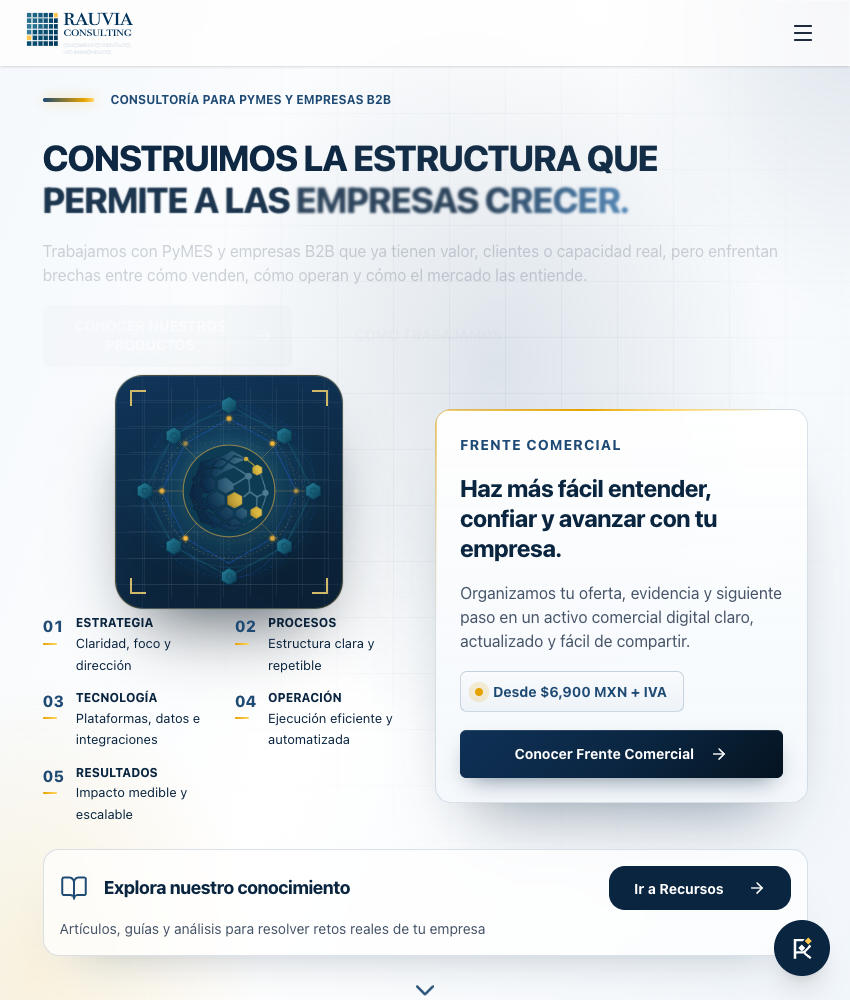 RAUVIA
CONSULTING
CONSULTORÍA PARA PYMES Y EMPRESAS B2B
CONSTRUIMOS LA ESTRUCTURA QUE
PERMITE A LAS EMPRESAS CRECER.
Trabajamos con PyMES y empresas B2B que ya tienen valor, clientes o capacidad real, pero enfrentan
brechas entre cómo venden, cómo operan y cómo el mercado las entiende.
CONOCER NUESTROS
PRODUCTOS
CÓMO TRABAJAMOS
FRENTE COMERCIAL
Haz más fácil entender,
confiar y avanzar con tu
empresa.
Organizamos tu oferta, evidencia y siguiente
paso en un activo comercial digital claro,
actualizado y fácil de compartir.
Desde $6,900 MXN + IVA
Conocer Frente Comercial
01 ESTRATEGIA
Claridad, foco y
dirección
02 PROCESOS
Estructura clara y
repetible
03 TECNOLOGÍA
Plataformas, datos e
integraciones
04 OPERACIÓN
Ejecución eficiente y
automatizada
05 RESULTADOS
Impacto medible y
escalable
Explora nuestro conocimiento
Ir a Recursos
Artículos, guías y análisis para resolver retos reales de tu empresa